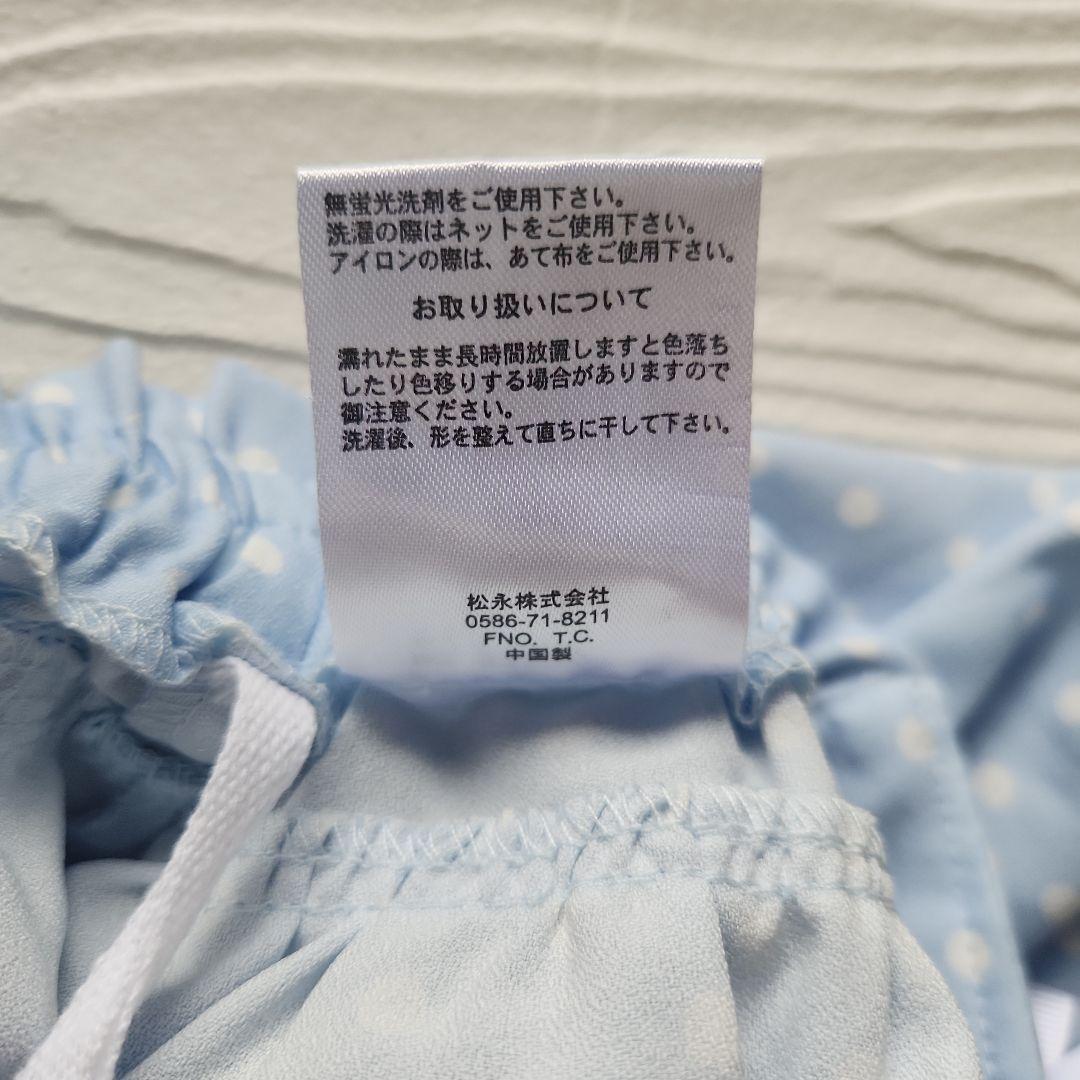 無蛍光洗剤をご使用下さい。
洗濯の際はネットをご使用下さい。
アイロンの際は、あて布をご使用下さい。
お取り扱いについて
濡れたまま長時間放置しますと色落ち
したり色移りする場合がありますので
御注意ください。
洗濯後、形を整えて直ちに干して下さい。
松永株式会社
0586-71-8211
FNO. T.C.
中国製